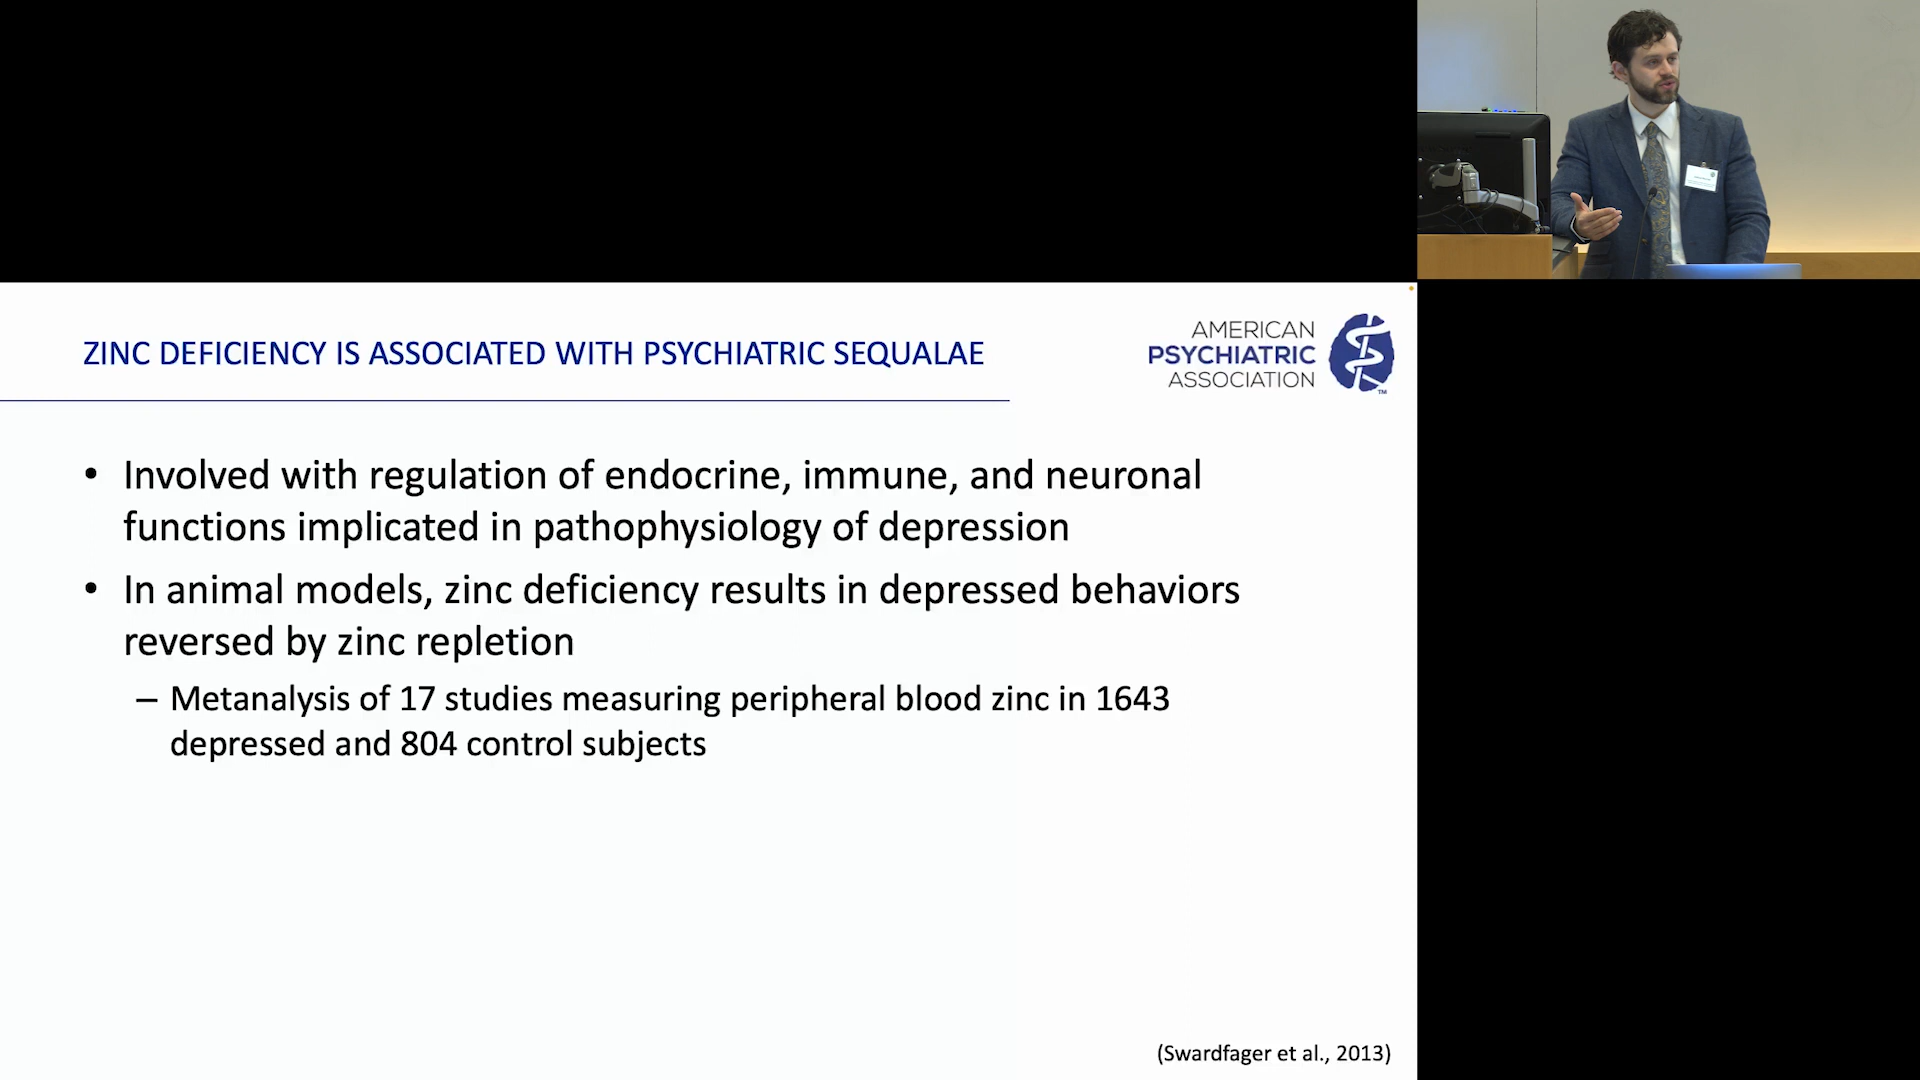 ZINC DEFICIENCY IS ASSOCIATED WITH PSYCHIATRIC SEQUALAE
AMERICAN
PSYCHIATRIC
ASSOCIATION
TM
• Involved with regulation of endocrine, immune, and neuronal
functions implicated in pathophysiology of depression
• In animal models, zinc deficiency results in depressed behaviors
reversed by zinc repletion
– Metanalysis of 17 studies measuring peripheral blood zinc in 1643
depressed and 804 control subjects
(Swardfager et al., 2013)